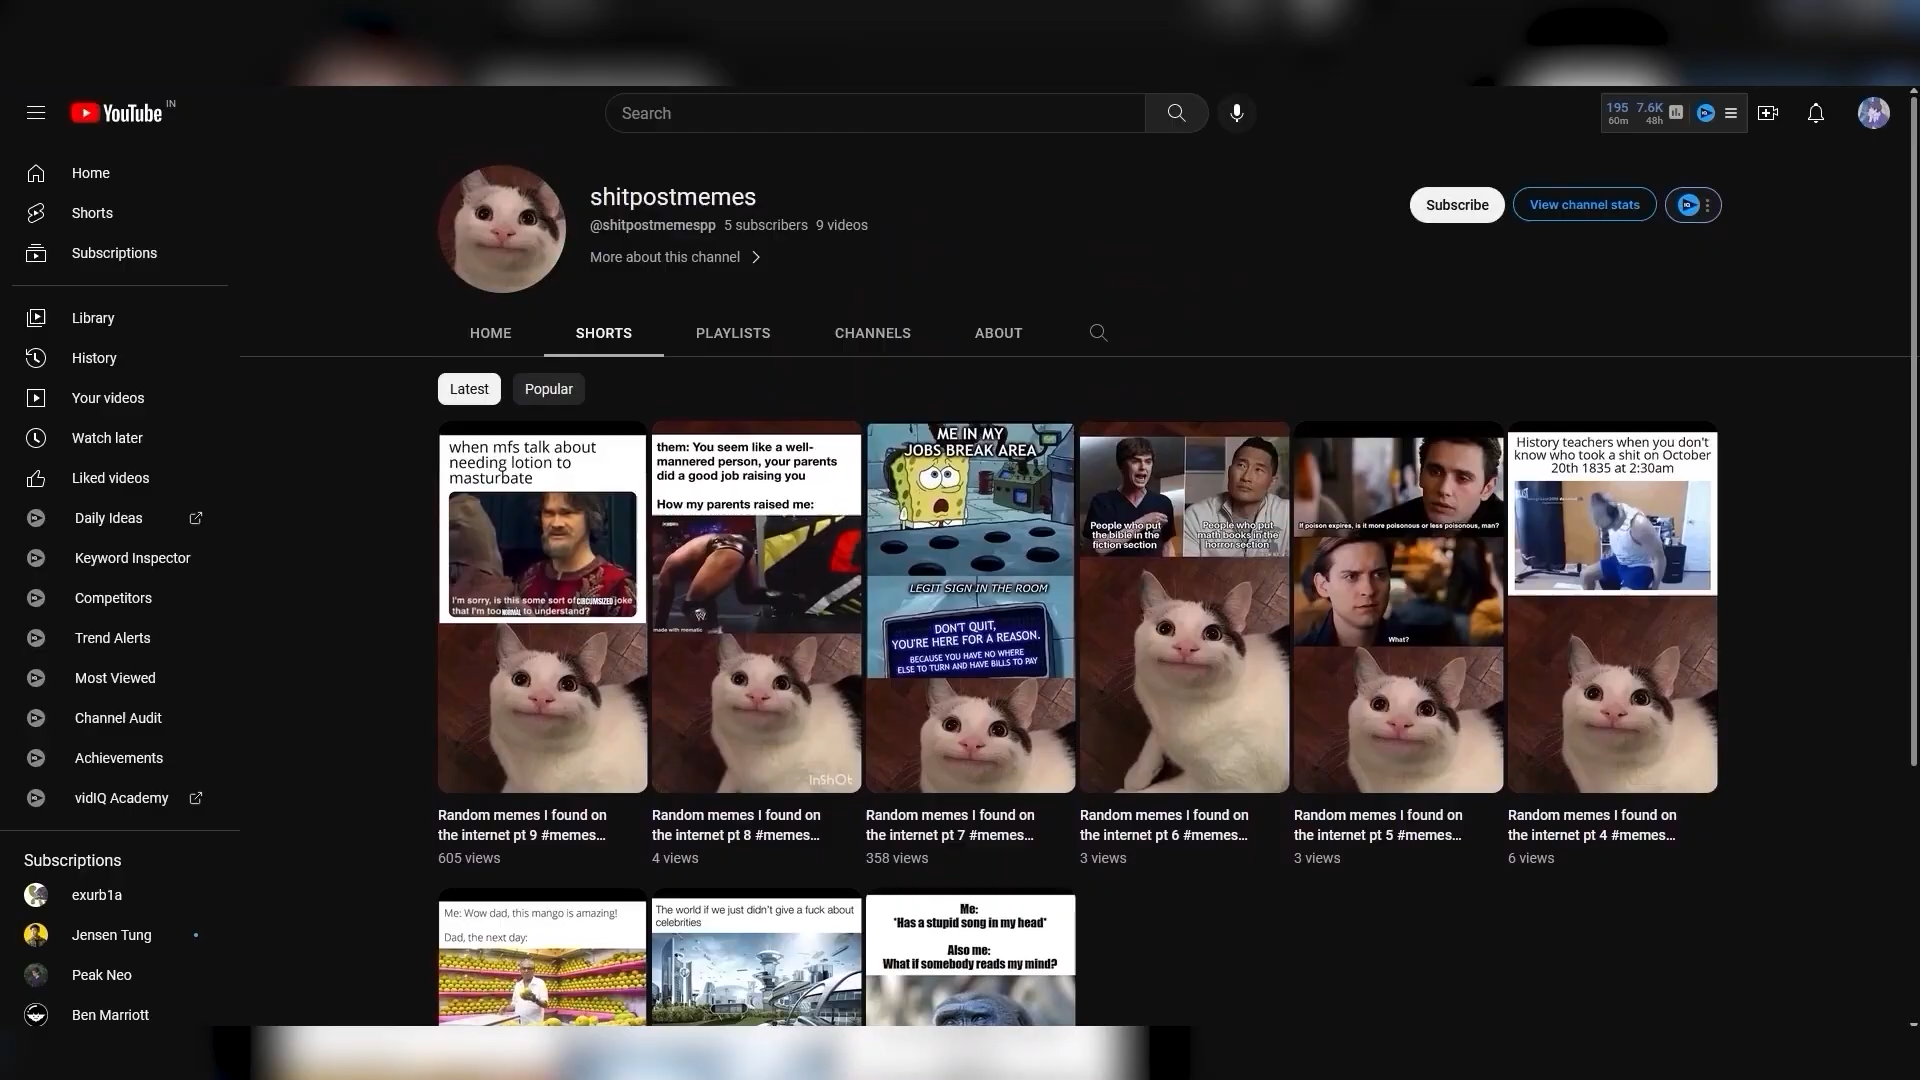 YouTube IN
Search
195 7.6K
60m 48h
Home
Shorts
Subscriptions
Library
History
Your videos
Watch later
Liked videos
Daily Ideas
Keyword Inspector
Competitors
Trend Alerts
Most Viewed
Channel Audit
Achievements
vidIQ Academy
Subscriptions
exurb1a
Jensen Tung
Peak Neo
Ben Marriott
shitpostmemes
@shitpostmemespp 5 subscribers 9 videos
More about this channel
Subscribe
View channel stats
HOME
SHORTS
PLAYLISTS
CHANNELS
ABOUT
Latest
Popular
when mfs talk about
needing lotion to
masturbate
I'm sorry, is this some sort of CIRCUMSIZED joke
that I'm too NORMAL to understand?
Random memes I found on
the internet pt 9 #memes...
605 views
them: You seem like a well-
mannered person, your parents
did a good job raising you
How my parents raised me:
made with mematic
InShOt
Random memes I found on
the internet pt 8 #memes...
4 views
ME IN MY
JOBS BREAK AREA
LEGIT SIGN IN THE ROOM
DON'T QUIT,
YOU'RE HERE FOR A REASON.
BECAUSE YOU HAVE NO WHERE
ELSE TO TURN AND HAVE BILLS TO PAY
Random memes I found on
the internet pt 7 #memes...
358 views
People who put
the bible in the
fiction section
People who put
math books in the
horror section
Random memes I found on
the internet pt 6 #memes...
3 views
If poison expires, is it more poisonous or less poisonous, man?
What?
Random memes I found on
the internet pt 5 #memes...
3 views
History teachers when you don't
know who took a shit on October
20th 1835 at 2:30am
Random memes I found on
the internet pt 4 #memes...
6 views
Me: Wow dad, this mango is amazing!
Dad, the next day:
The world if we just didn't give a fuck about
celebrities
Me:
*Has a stupid song in my head*
Also me:
What if somebody reads my mind?